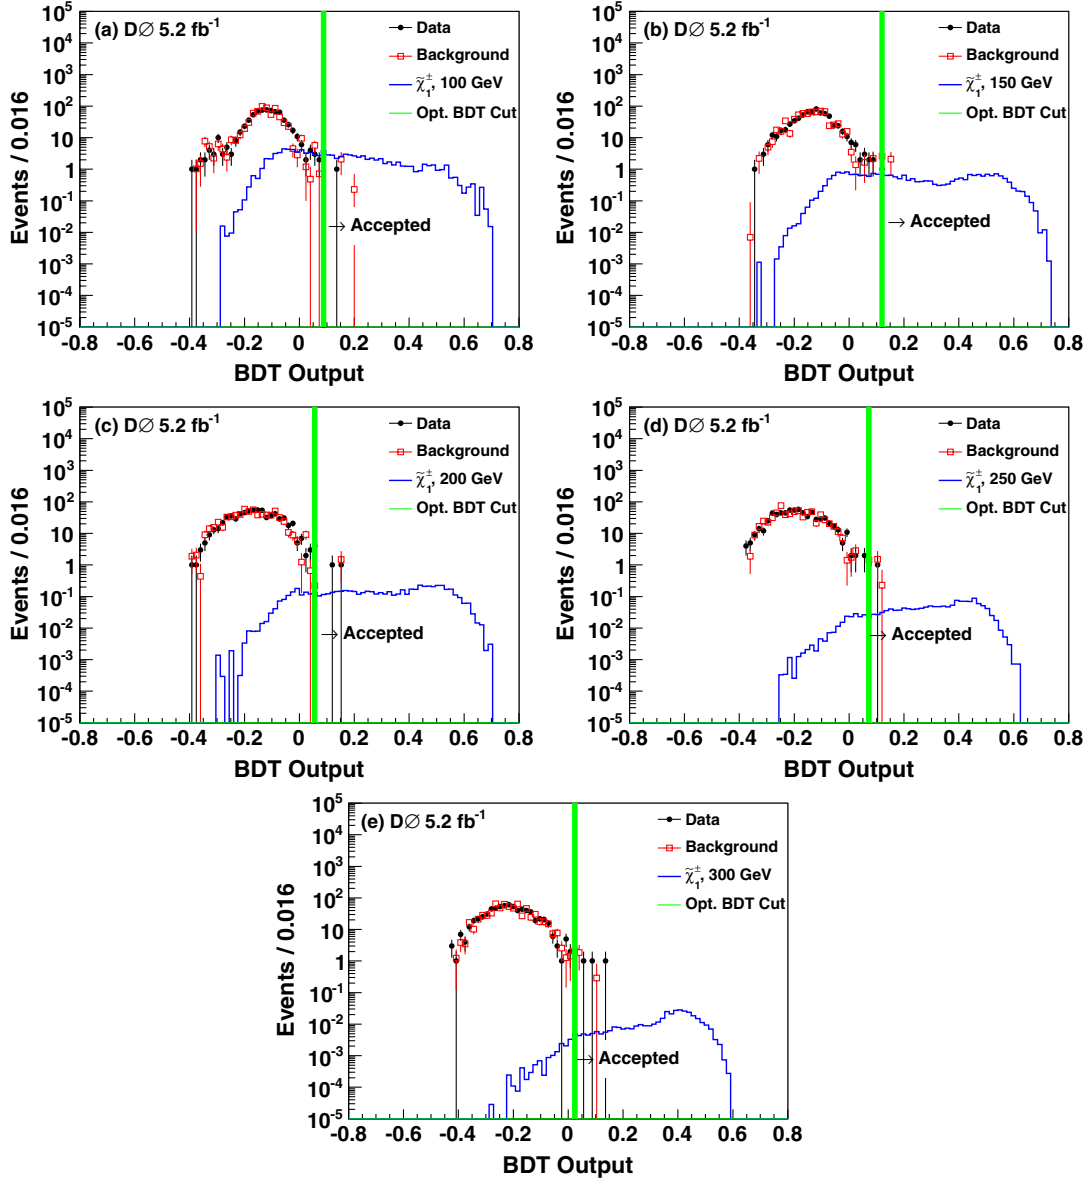 (a) DØ 5.2 fb⁻¹
Data
Background
χ̃₁±, 100 GeV
Opt. BDT Cut
Events / 0.016
10⁵
10⁴
10³
10²
10
1
10⁻¹
10⁻²
10⁻³
10⁻⁴
10⁻⁵
→ Accepted
-0.8 -0.6 -0.4 -0.2 0 0.2 0.4 0.6 0.8
BDT Output
(b) DØ 5.2 fb⁻¹
Data
Background
χ̃₁±, 150 GeV
Opt. BDT Cut
Events / 0.016
10⁵
10⁴
10³
10²
10
1
10⁻¹
10⁻²
10⁻³
10⁻⁴
10⁻⁵
→ Accepted
-0.8 -0.6 -0.4 -0.2 0 0.2 0.4 0.6 0.8
BDT Output
(c) DØ 5.2 fb⁻¹
Data
Background
χ̃₁±, 200 GeV
Opt. BDT Cut
Events / 0.016
10⁵
10⁴
10³
10²
10
1
10⁻¹
10⁻²
10⁻³
10⁻⁴
10⁻⁵
→ Accepted
-0.8 -0.6 -0.4 -0.2 0 0.2 0.4 0.6 0.8
BDT Output
(d) DØ 5.2 fb⁻¹
Data
Background
χ̃₁±, 250 GeV
Opt. BDT Cut
Events / 0.016
10⁵
10⁴
10³
10²
10
1
10⁻¹
10⁻²
10⁻³
10⁻⁴
10⁻⁵
→ Accepted
-0.8 -0.6 -0.4 -0.2 0 0.2 0.4 0.6 0.8
BDT Output
(e) DØ 5.2 fb⁻¹
Data
Background
χ̃₁±, 300 GeV
Opt. BDT Cut
Events / 0.016
10⁵
10⁴
10³
10²
10
1
10⁻¹
10⁻²
10⁻³
10⁻⁴
10⁻⁵
→ Accepted
-0.8 -0.6 -0.4 -0.2 0 0.2 0.4 0.6 0.8
BDT Output